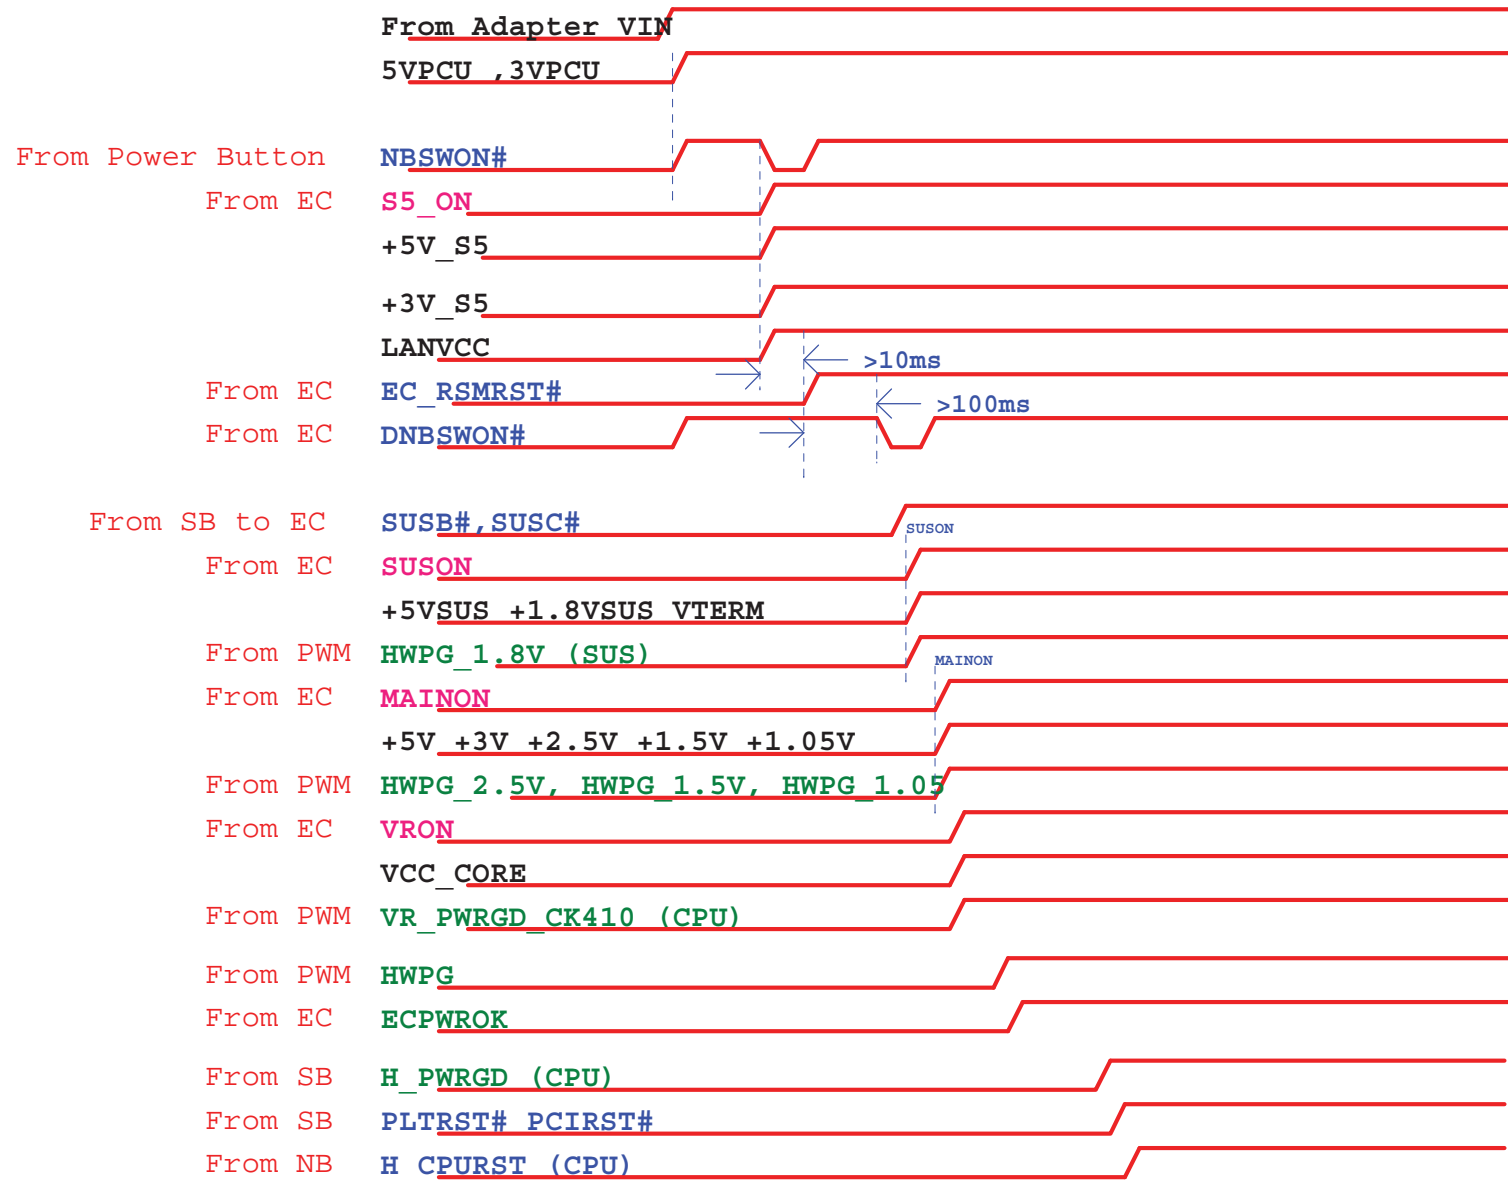 From Adapter VIN
5VPCU ,3VPCU
From Power Button NBSWON#
From EC S5_ON
+5V_S5
+3V_S5
LANVCC
>10ms
From EC EC_RSMRST#
>100ms
From EC DNBSWON#
From SB to EC SUSB#,SUSC#
SUSON
From EC SUSON
+5VSUS +1.8VSUS VTERM
From PWM HWPG_1.8V (SUS)
MAINON
From EC MAINON
+5V +3V +2.5V +1.5V +1.05V
From PWM HWPG_2.5V, HWPG_1.5V, HWPG_1.05
From EC VRON
VCC_CORE
From PWM VR_PWRGD_CK410 (CPU)
From PWM HWPG
From EC ECPWROK
From SB H_PWRGD (CPU)
From SB PLTRST# PCIRST#
From NB H CPURST (CPU)